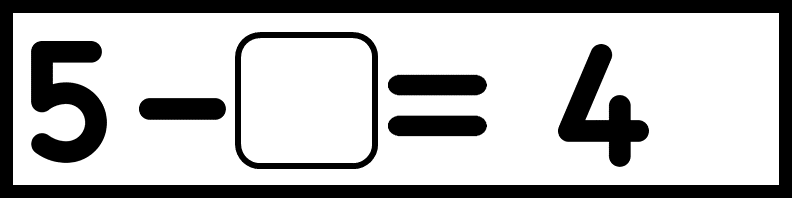 5 − □ = 4